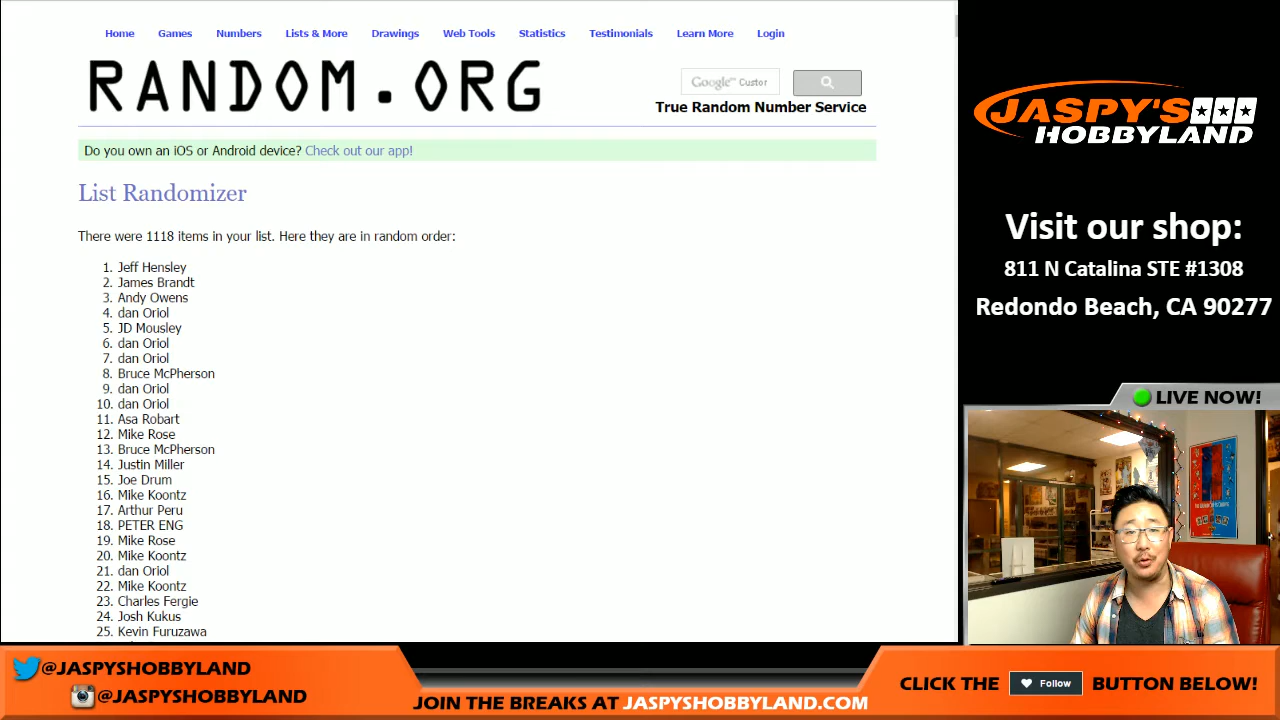 Home Games Numbers Lists & More Drawings Web Tools Statistics Testimonials Learn More Login
RANDOM.ORG
Google™ Custor
True Random Number Service
Do you own an iOS or Android device? Check out our app!
List Randomizer
There were 1118 items in your list. Here they are in random order:
1. Jeff Hensley
2. James Brandt
3. Andy Owens
4. dan Oriol
5. JD Mousley
6. dan Oriol
7. dan Oriol
8. Bruce McPherson
9. dan Oriol
10. dan Oriol
11. Asa Robart
12. Mike Rose
13. Bruce McPherson
14. Justin Miller
15. Joe Drum
16. Mike Koontz
17. Arthur Peru
18. PETER ENG
19. Mike Rose
20. Mike Koontz
21. dan Oriol
22. Mike Koontz
23. Charles Fergie
24. Josh Kukus
25. Kevin Furuzawa
JASPY'S
HOBBYLAND
Visit our shop:
811 N Catalina STE #1308
Redondo Beach, CA 90277
LIVE NOW!
@JASPYSHOBBYLAND
@JASPYSHOBBYLAND
JOIN THE BREAKS AT JASPYSHOBBYLAND.COM
CLICK THE Follow BUTTON BELOW!